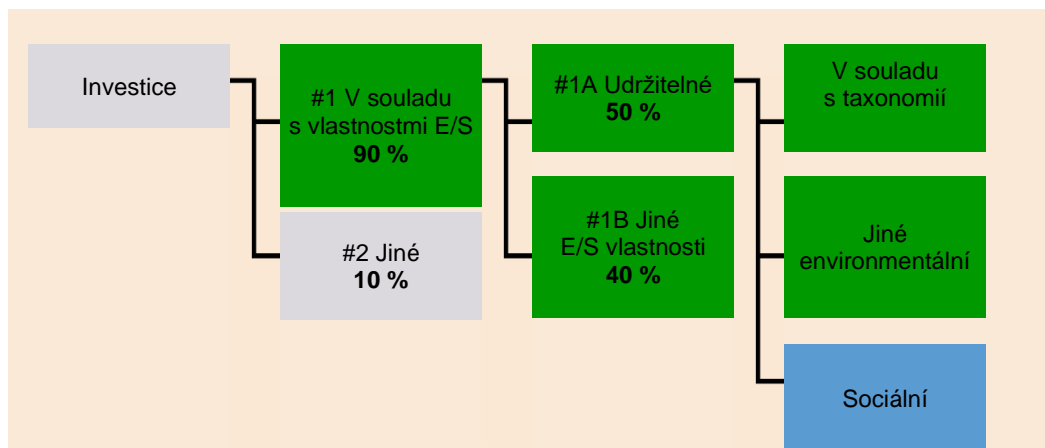 Investice
#1 V souladu
s vlastnostmi E/S
90 %
#2 Jiné
10 %
#1A Udržitelné
50 %
#1B Jiné
E/S vlastnosti
40 %
V souladu
s taxonomií
Jiné
environmentální
Sociální